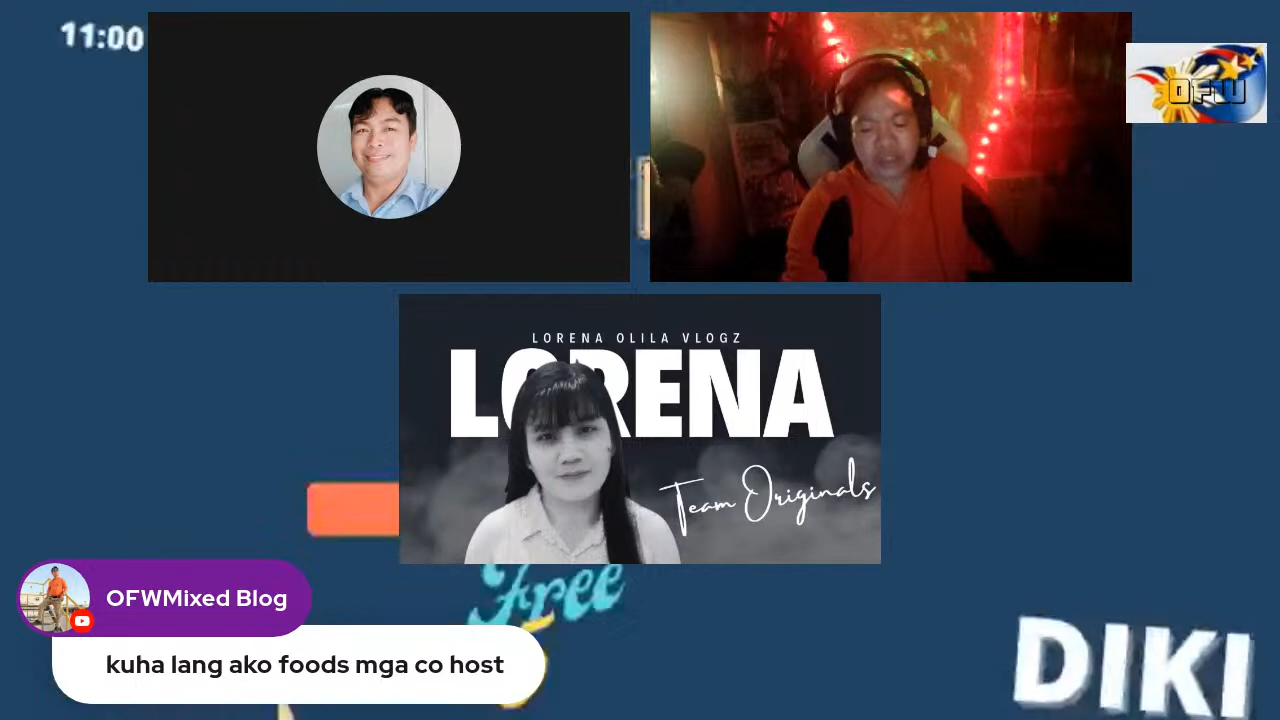 11:00
OFW
LORENA OLILA VLOGZ
LORENA
Team Originals
Free
OFWMixed Blog
kuha lang ako foods mga co host
DIKI